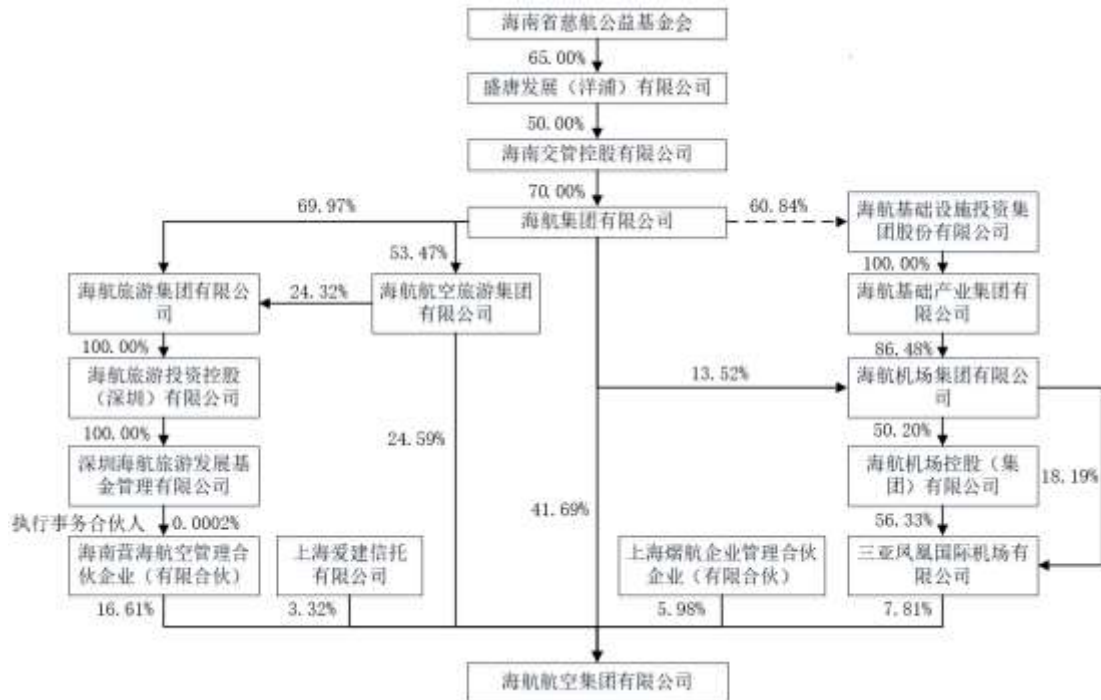 海南省慈航公益基金会
65.00%
盛唐发展（洋浦）有限公司
50.00%
海南交管控股有限公司
70.00%
69.97%
海航集团有限公司
60.84%
海航基础设施投资集
团股份有限公司
53.47%
100.00%
海航旅游集团有限公
司
24.32%
海航航空旅游集团
有限公司
海航基础产业集团有
限公司
100.00%
86.48%
海航旅游投资控股
（深圳）有限公司
13.52%
海航机场集团有限公
司
100.00%
24.59%
50.20%
深圳海航旅游发展基
金管理有限公司
41.69%
海航机场控股（集
团）有限公司
18.19%
执行事务合伙人
0.0002%
56.33%
海南菖海航空管理合
伙企业（有限合伙）
上海爱建信托
有限公司
上海熠航企业管理合伙
企业（有限合伙）
三亚凤凰国际机场有
限公司
16.61%
3.32%
5.98%
7.81%
海航航空集团有限公司